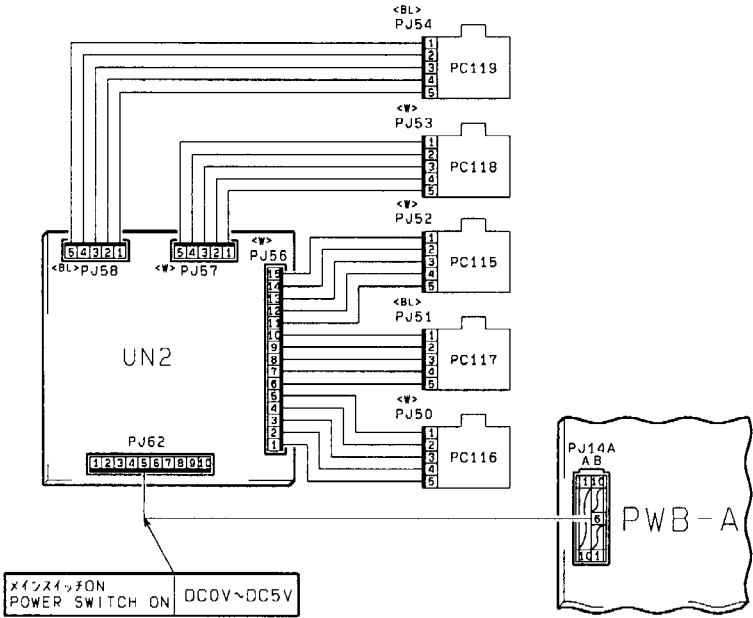 <BL>
PJ54
1
2
3
4
5
PC119
<W>
PJ53
1
2
3
4
5
PC118
<W>
PJ52
1
2
3
4
5
PC115
<BL>
PJ51
1
2
3
4
5
PC117
<W>
PJ50
1
2
3
4
5
PC116
5 4 3 2 1
<BL> PJ58
5 4 3 2 1
<W> PJ57
<W>
PJ56
15
14
13
12
11
10
9
8
7
6
5
4
3
2
1
UN2
PJ62
1 2 3 4 5 6 7 8 9 10
PJ14A
A B
1 10
6
10 1
PWB-A
メインスイッチON
POWER SWITCH ON
DC0V~DC5V